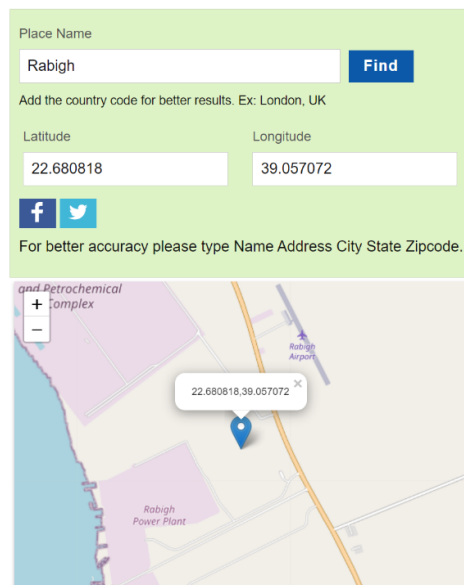 Place Name
Rabigh
Find
Add the country code for better results. Ex: London, UK
Latitude
Longitude
22.680818
39.057072
For better accuracy please type Name Address City State Zipcode.
and Petrochemical
Complex
+
−
Rabigh
Airport
22.680818,39.057072
×
Rabigh
Power Plant